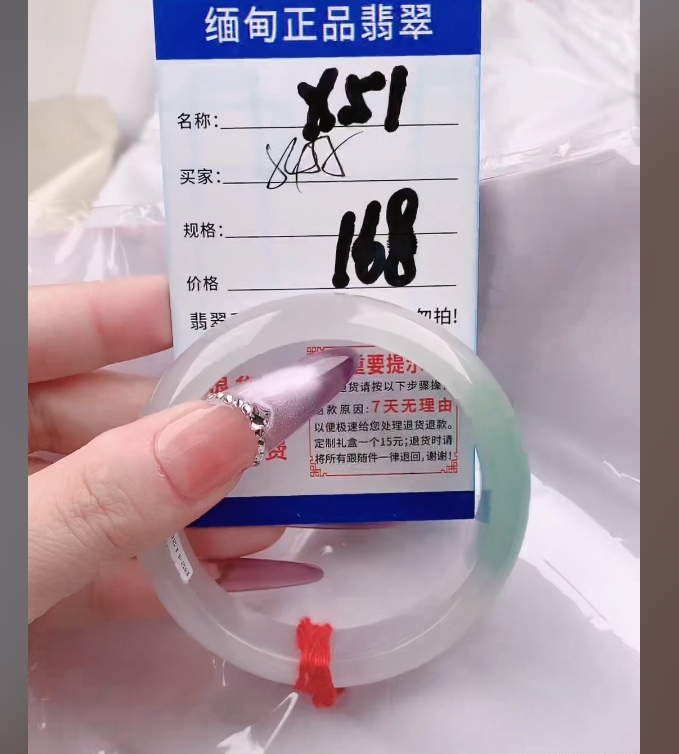 缅甸正品翡翠
名称: X51
买家:
规格:
价格 168
翡翠 勿拍!
重要提示
退货请按以下步骤操
退款原因:7天无理由
以便极速给您处理退货退款。
定制礼盒一个15元;退货时请
将所有跟随件一律退回,谢谢!
货